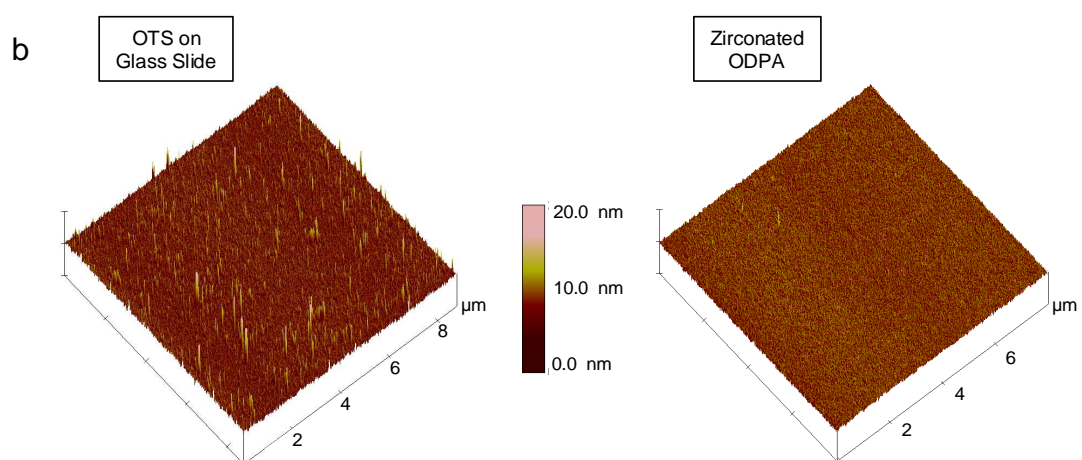 b
OTS on
Glass Slide
Zirconated
ODPA
20.0 nm
10.0 nm
0.0 nm
µm
8
6
4
2
µm
6
4
2